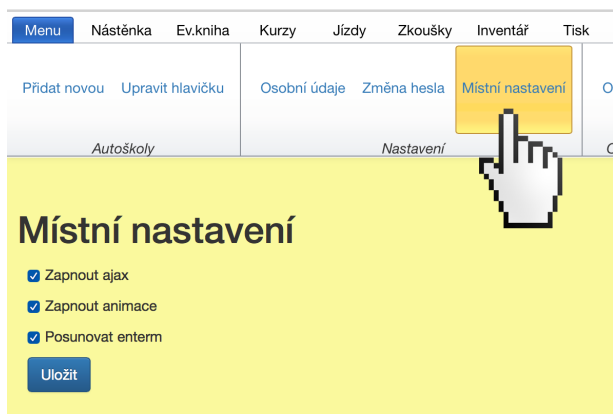 Menu Nástěnka Ev.kniha Kurzy Jízdy Zkoušky Inventář Tisk
Přidat novou Upravit hlavičku Osobní údaje Změna hesla Místní nastavení
Autoškoly Nastavení
Místní nastavení
Zapnout ajax
Zapnout animace
Posunovat enterm
Uložit